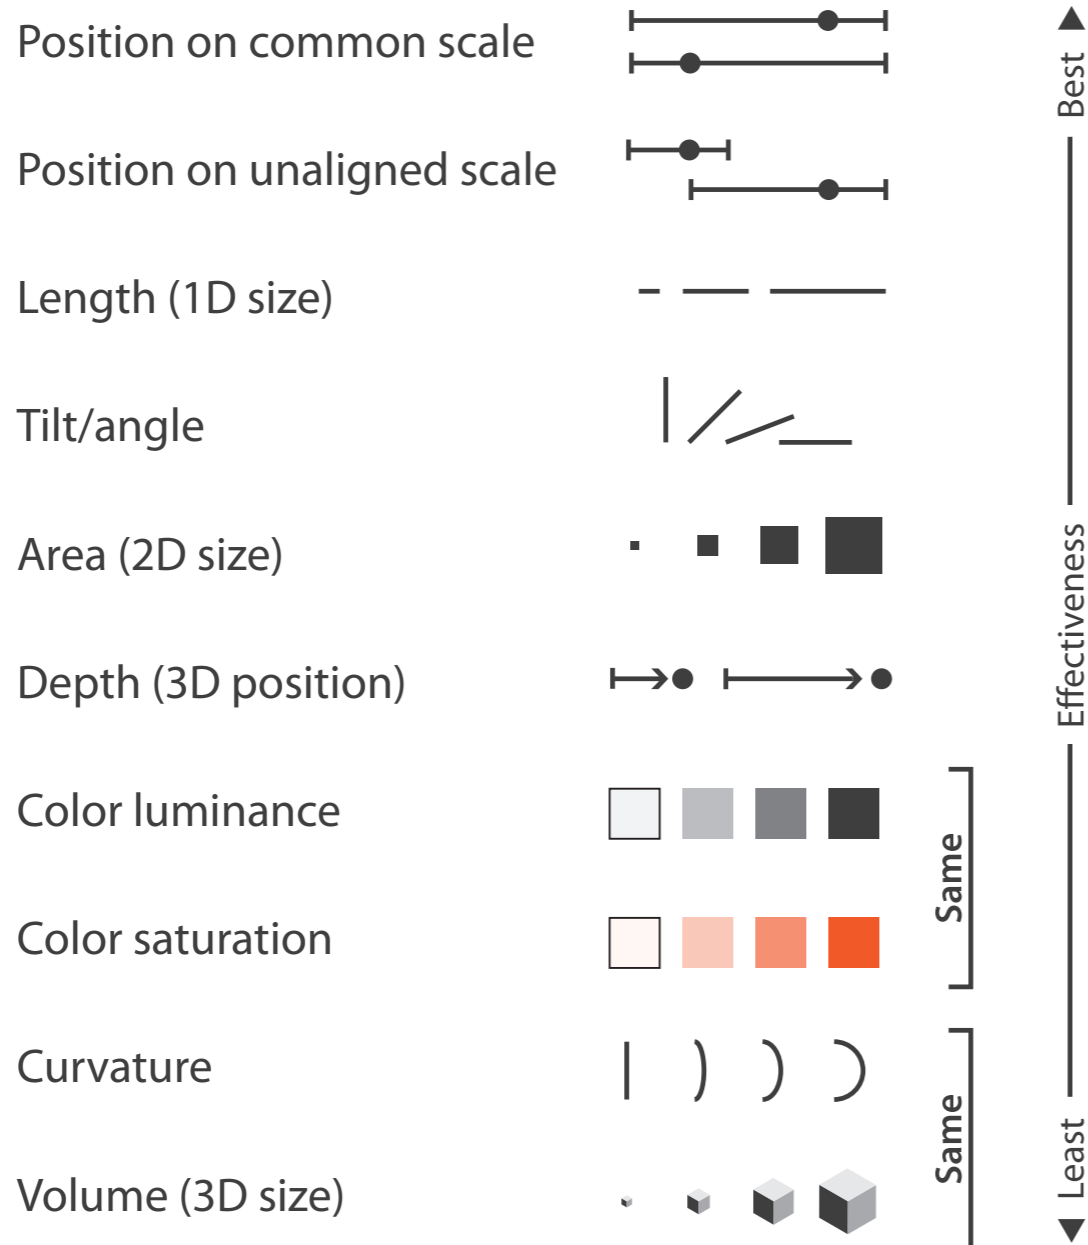 Position on common scale
Position on unaligned scale
Length (1D size)
Tilt/angle
Area (2D size)
Depth (3D position)
Color luminance
Color saturation
Curvature
Volume (3D size)
Same
Same
Best
Effectiveness
Least